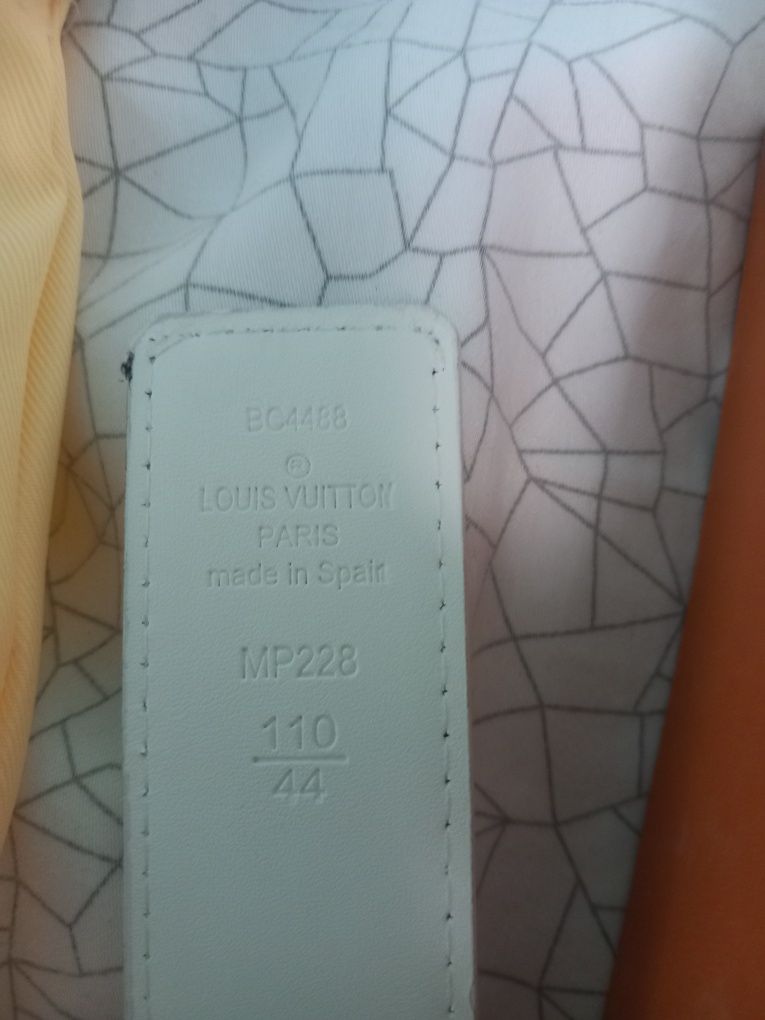 BC4488
®
LOUIS VUITTON
PARIS
made in Spain
MP228
110
44